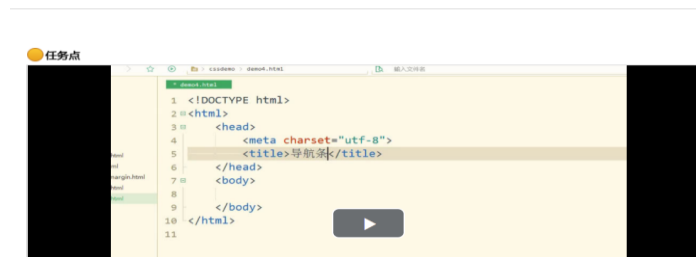 任务点
cssdemo > demo4.html
输入文件名
* demo4.html
1 <!DOCTYPE html>
2 <html>
3 <head>
4 <meta charset="utf-8">
5 <title>导航条</title>
6 </head>
7 <body>
8
9 </body>
10 </html>
11
html
margin.html
html
html